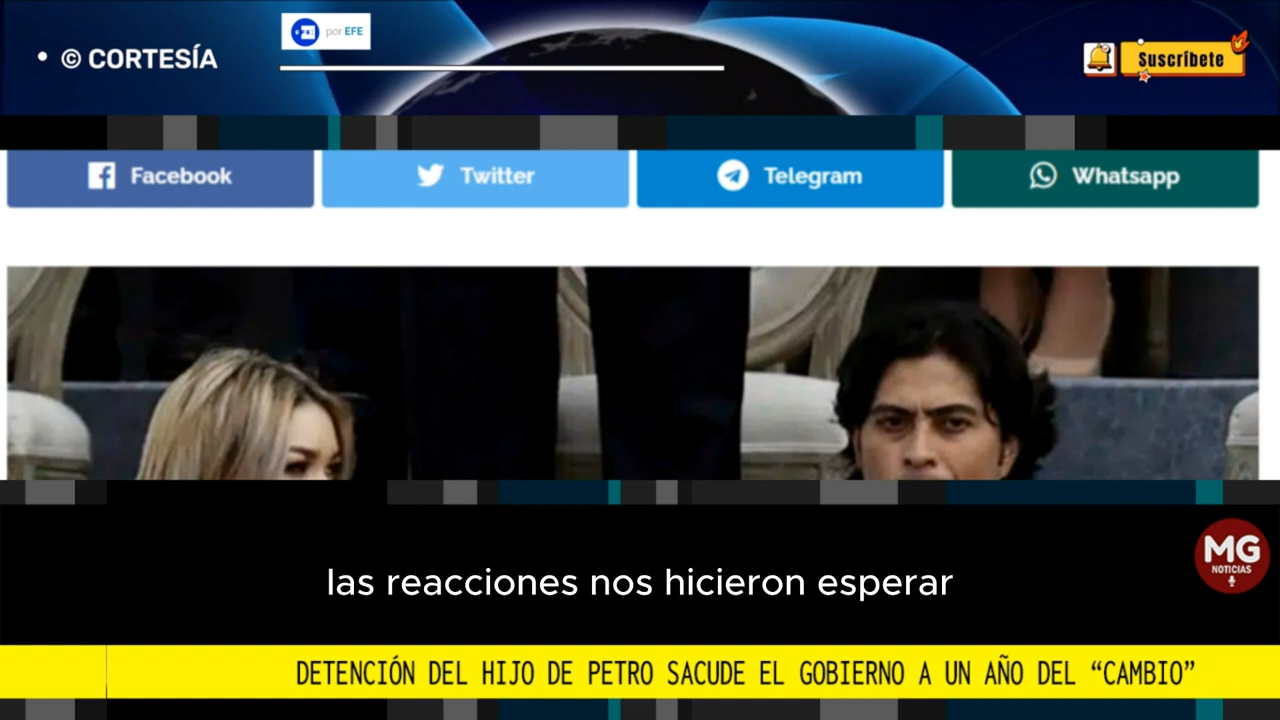 • © CORTESÍA
por EFE
Suscríbete
Facebook
Twitter
Telegram
Whatsapp
MG
NOTICIAS
las reacciones nos hicieron esperar
DETENCIÓN DEL HIJO DE PETRO SACUDE EL GOBIERNO A UN AÑO DEL “CAMBIO”